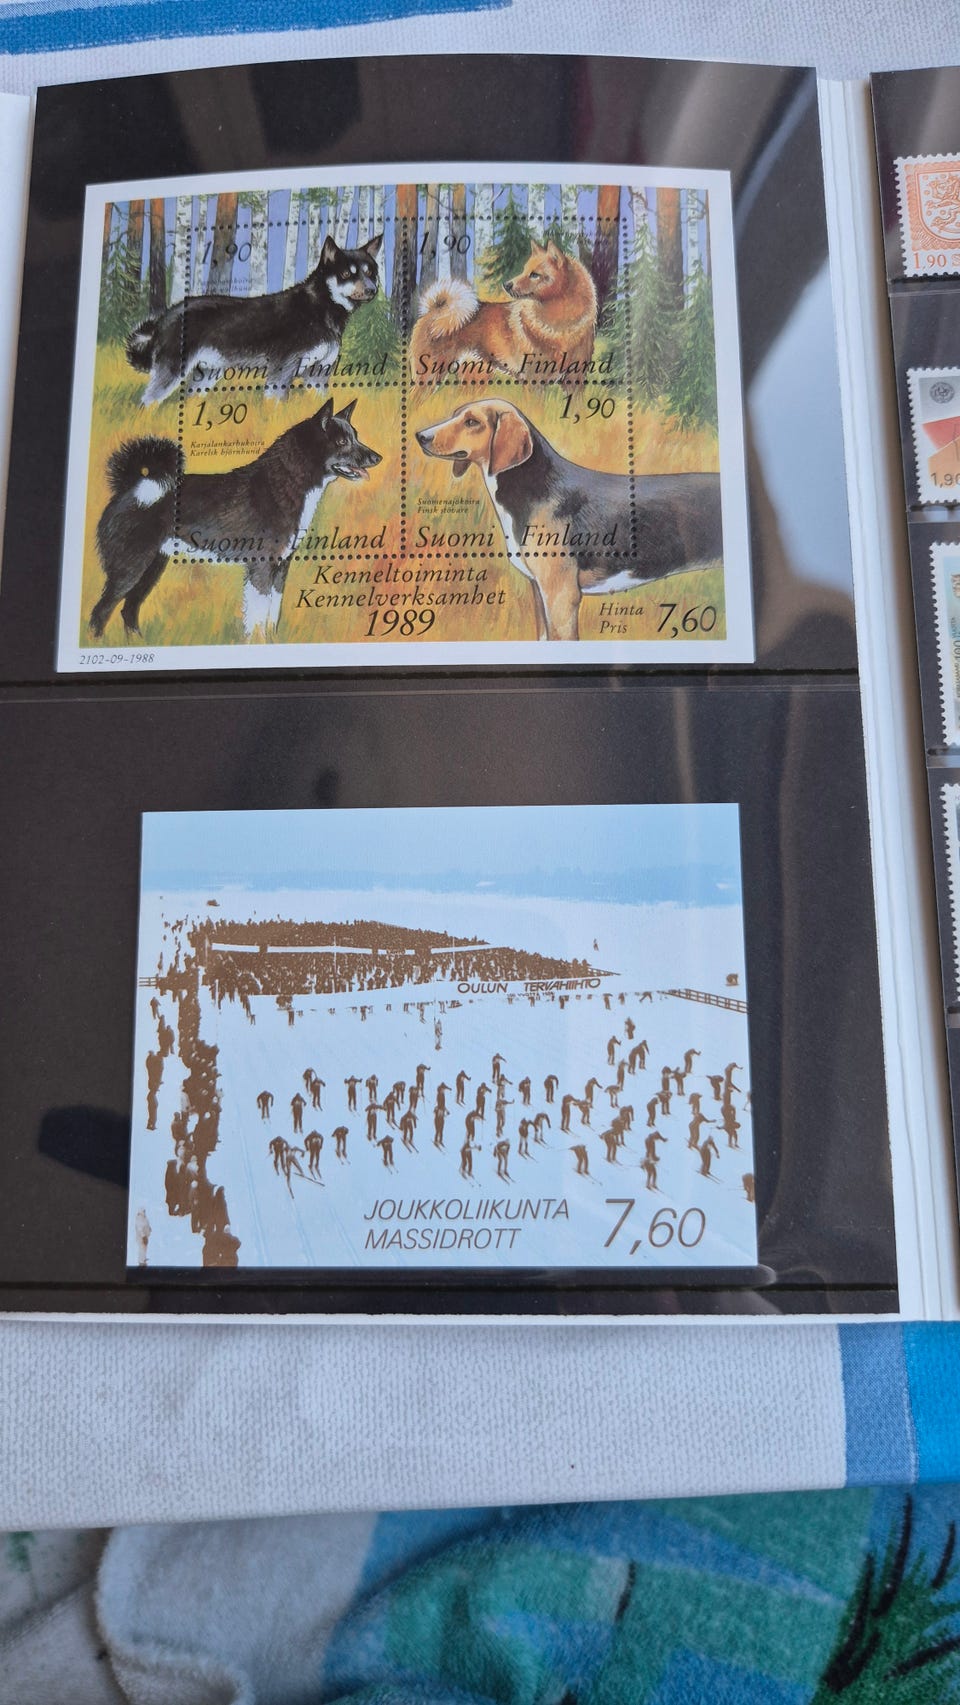 1,90
1,90
Suomi · Finland
Suomi · Finland
1,90
1,90
Karjalankarhukoira
Karelsk björnhund
Suomenajokoira
Finsk stövare
Suomi · Finland
Suomi · Finland
Kenneltoiminta
Kennelverksamhet
1989
Hinta
Pris
7,60
2102-09-1988
OULUN TERVAHIIHTO
JOUKKOLIIKUNTA
MASSIDROTT
7,60
1,90
1,90